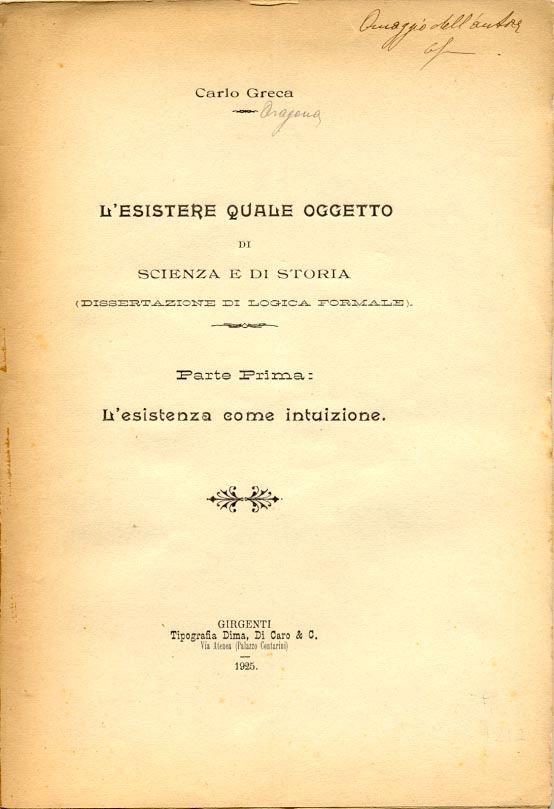 Omaggio dell'autore
Carlo Greca
Aragona
L'ESISTERE QUALE OGGETTO
DI
SCIENZA E DI STORIA
(DISSERTAZIONE DI LOGICA FORMALE).
Parte Prima:
L'esistenza come intuizione.
GIRGENTI
Tipografia Dima, Di Caro & C.
Via Atenea (Palazzo Contarini)
1925.